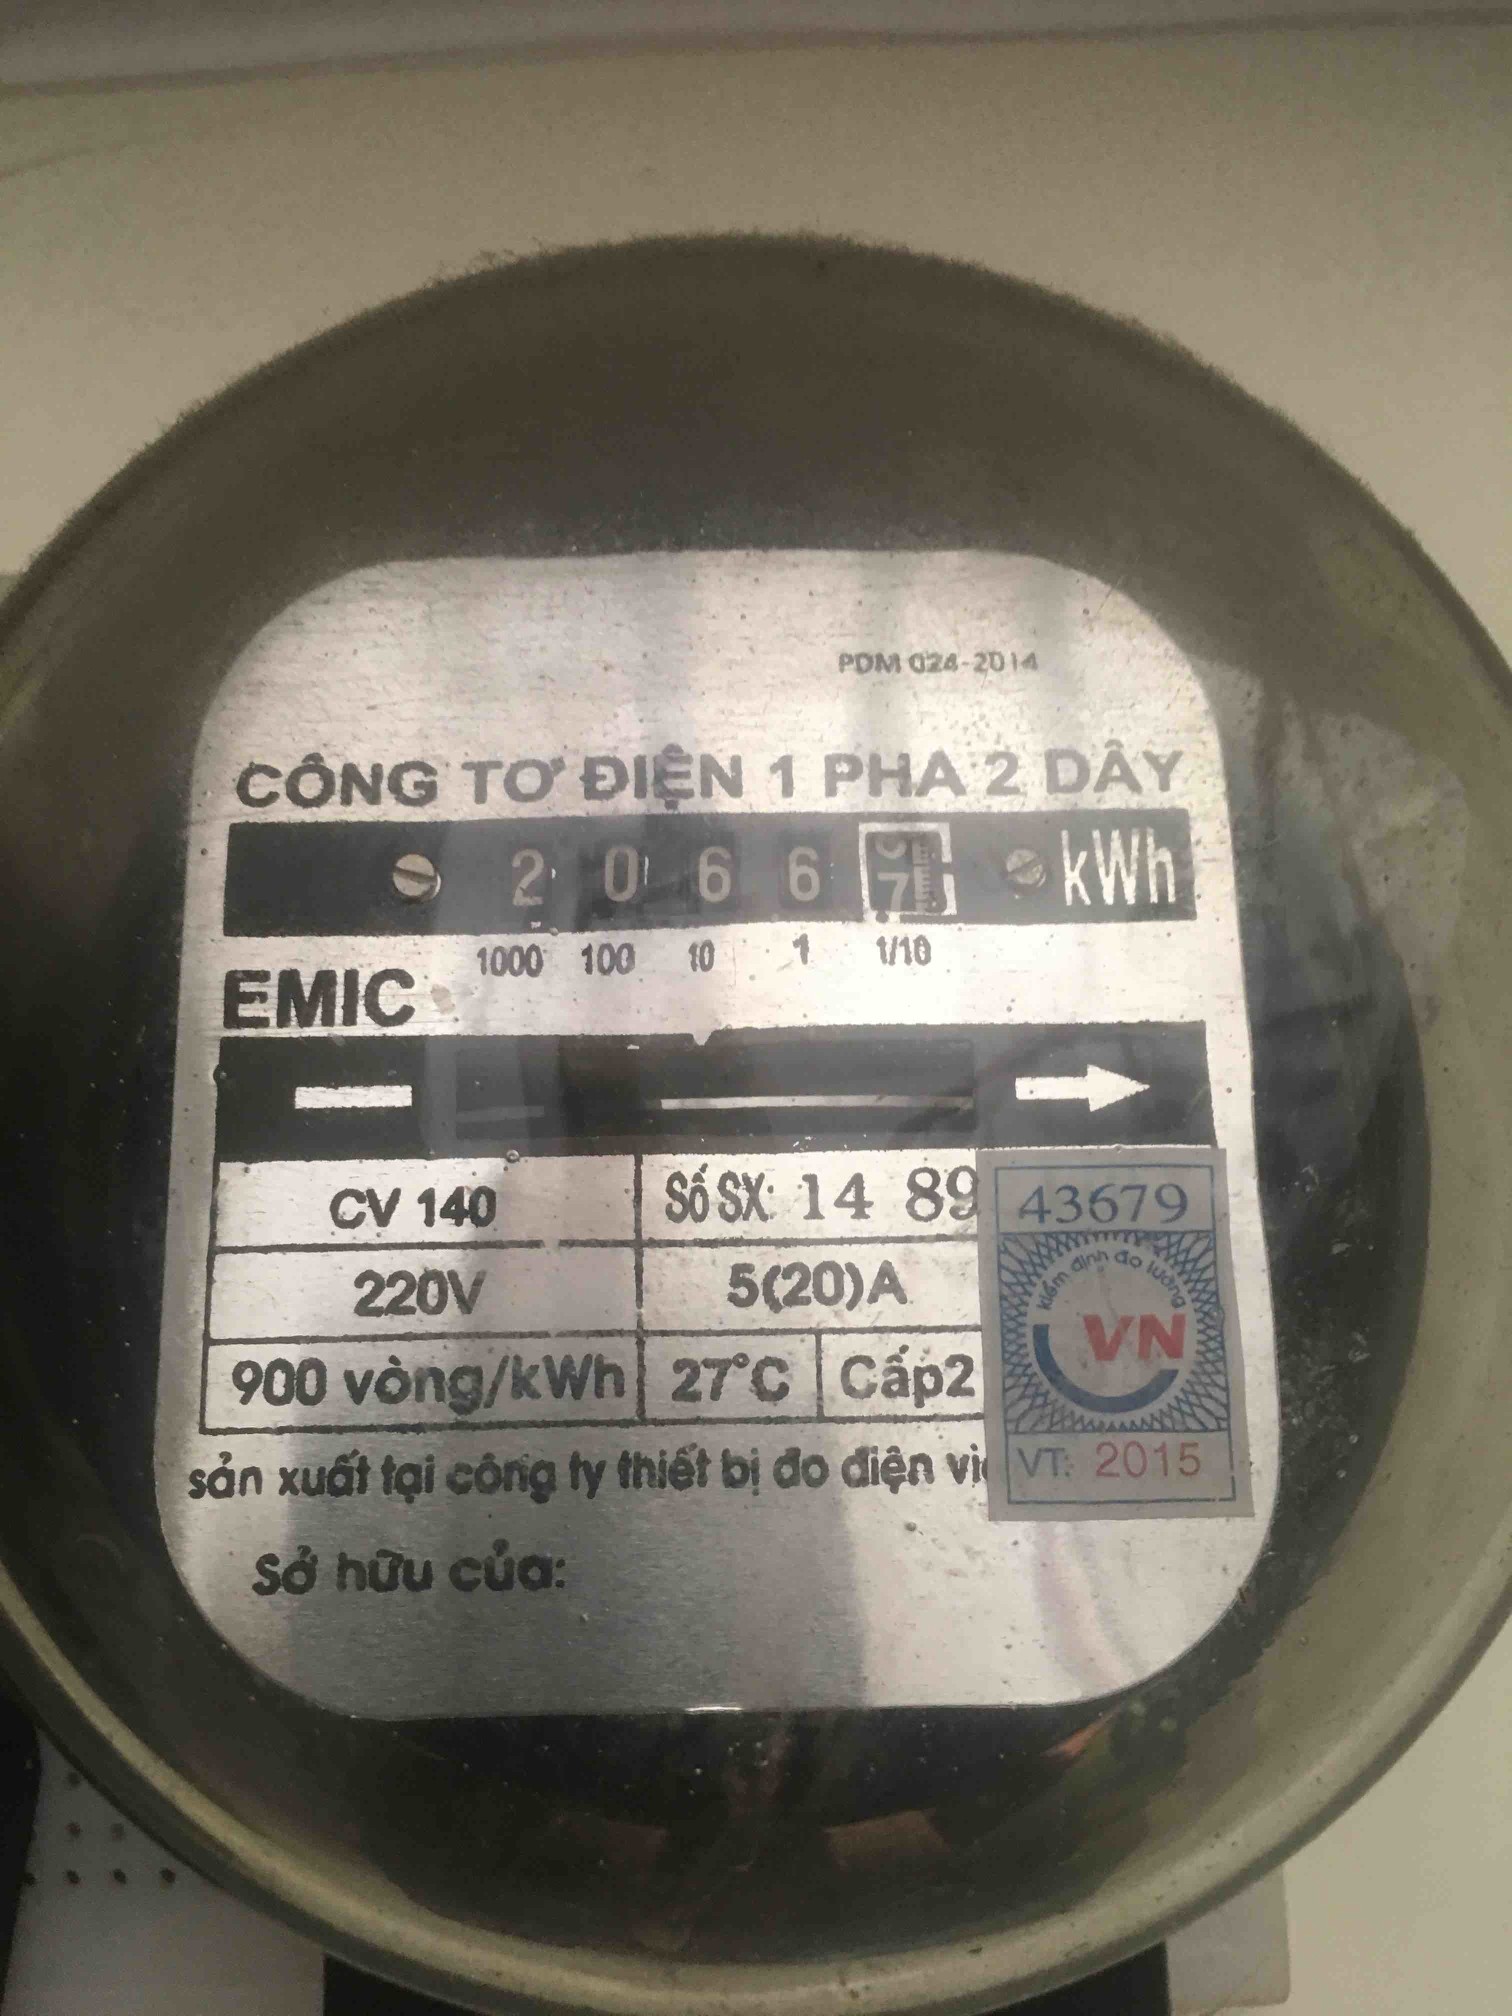 PDM 024-2014
CÔNG TƠ ĐIỆN 1 PHA 2 DÂY
2 0 6 6 7 kWh
1000 100 10 1 1/10
EMIC
CV 140 Số SX: 14 89
43679
kiểm định đo lường
VN
VT: 2015
220V 5(20)A
900 vòng/kWh 27°C Cấp2
sản xuất tại công ty thiết bị đo điện
Sở hữu của: